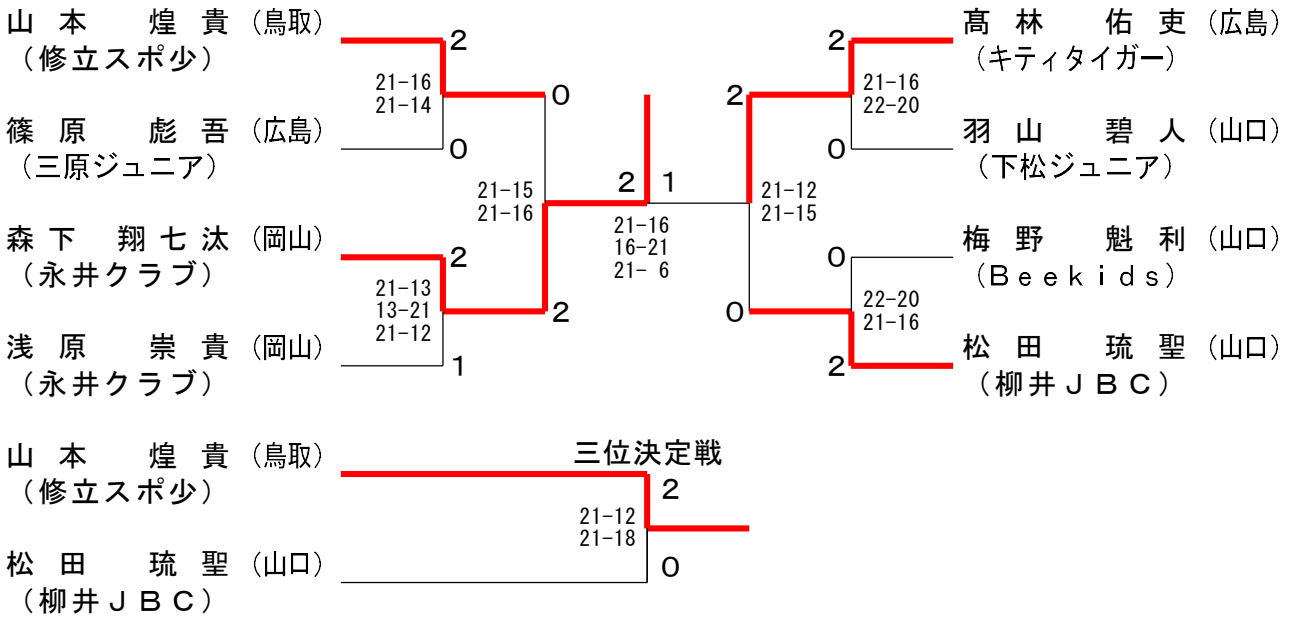 山本 煌貴 (鳥取)
(修立スポ少)
2
21-16
21-14
0
篠原 彪吾 (広島)
(三原ジュニア)
0
21-15
21-16
森下 翔七汰 (岡山)
(永井クラブ)
2
21-13
13-21
21-12
2
浅原 崇貴 (岡山)
(永井クラブ)
1
2 1
21-16
16-21
21- 6
髙林 佑吏 (広島)
(キティタイガー)
2
21-16
22-20
2
羽山 碧人 (山口)
(下松ジュニア)
0
21-12
21-15
梅野 魁利 (山口)
(Beekids)
0
22-20
21-16
0
松田 琉聖 (山口)
(柳井JBC)
2
三位決定戦
山本 煌貴 (鳥取)
(修立スポ少)
2
21-12
21-18
松田 琉聖 (山口)
(柳井JBC)
0